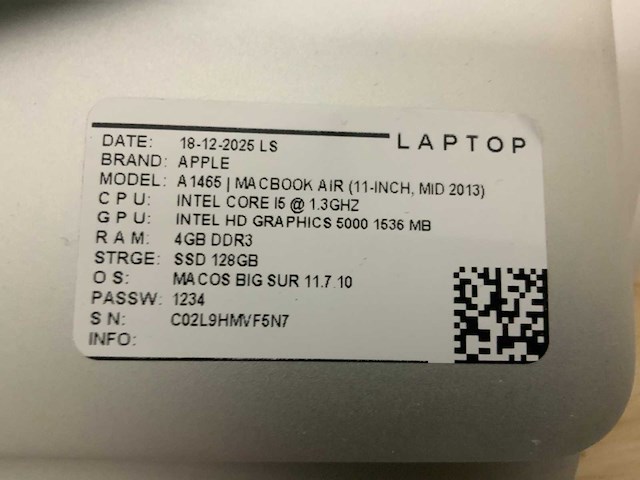 LAPTOP
DATE: 18-12-2025 LS
BRAND: APPLE
MODEL: A1465 | MACBOOK AIR (11-INCH, MID 2013)
CPU: INTEL CORE I5 @ 1.3GHZ
GPU: INTEL HD GRAPHICS 5000 1536 MB
RAM: 4GB DDR3
STRGE: SSD 128GB
OS: MACOS BIG SUR 11.7.10
PASSW: 1234
SN: C02L9HMVF5N7
INFO: